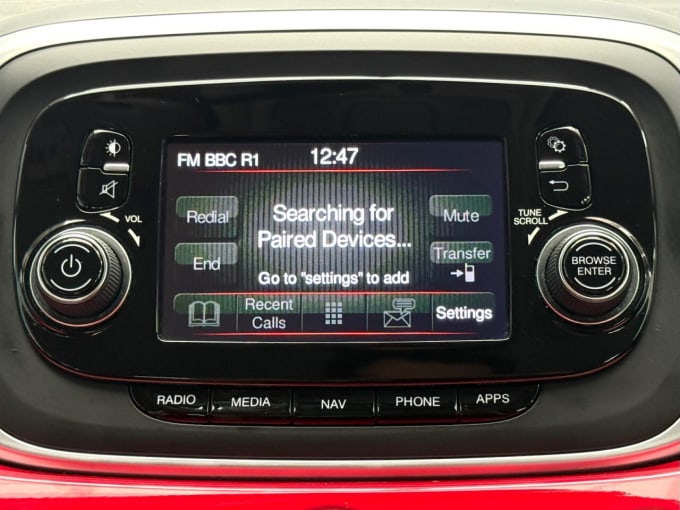 FM BBC R1 12:47
VOL
TUNE
SCROLL
Redial
Searching for
Paired Devices...
Mute
End
Transfer
BROWSE
ENTER
Go to "settings" to add
Recent
Calls
Settings
RADIO MEDIA NAV PHONE APPS